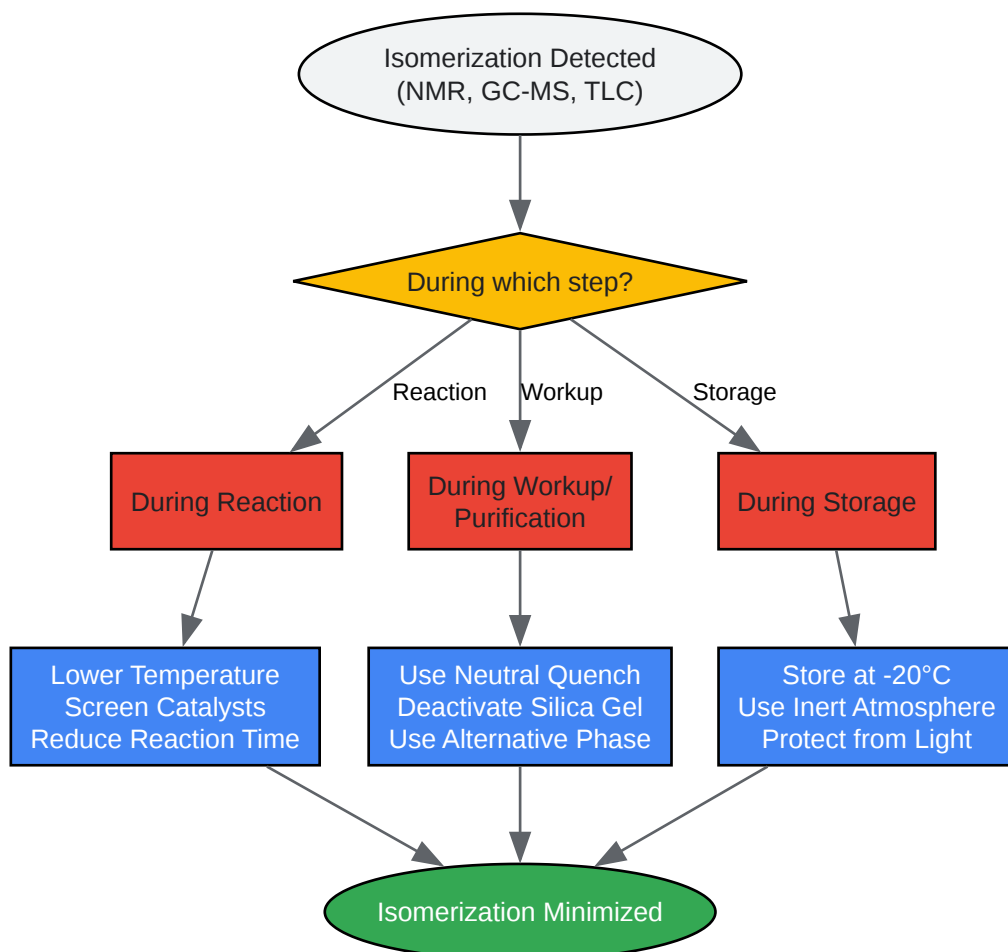 Isomerization Detected
(NMR, GC-MS, TLC)
During which step?
Reaction
Workup
Storage
During Reaction
During Workup/
Purification
During Storage
Lower Temperature
Screen Catalysts
Reduce Reaction Time
Use Neutral Quench
Deactivate Silica Gel
Use Alternative Phase
Store at -20°C
Use Inert Atmosphere
Protect from Light
Isomerization Minimized